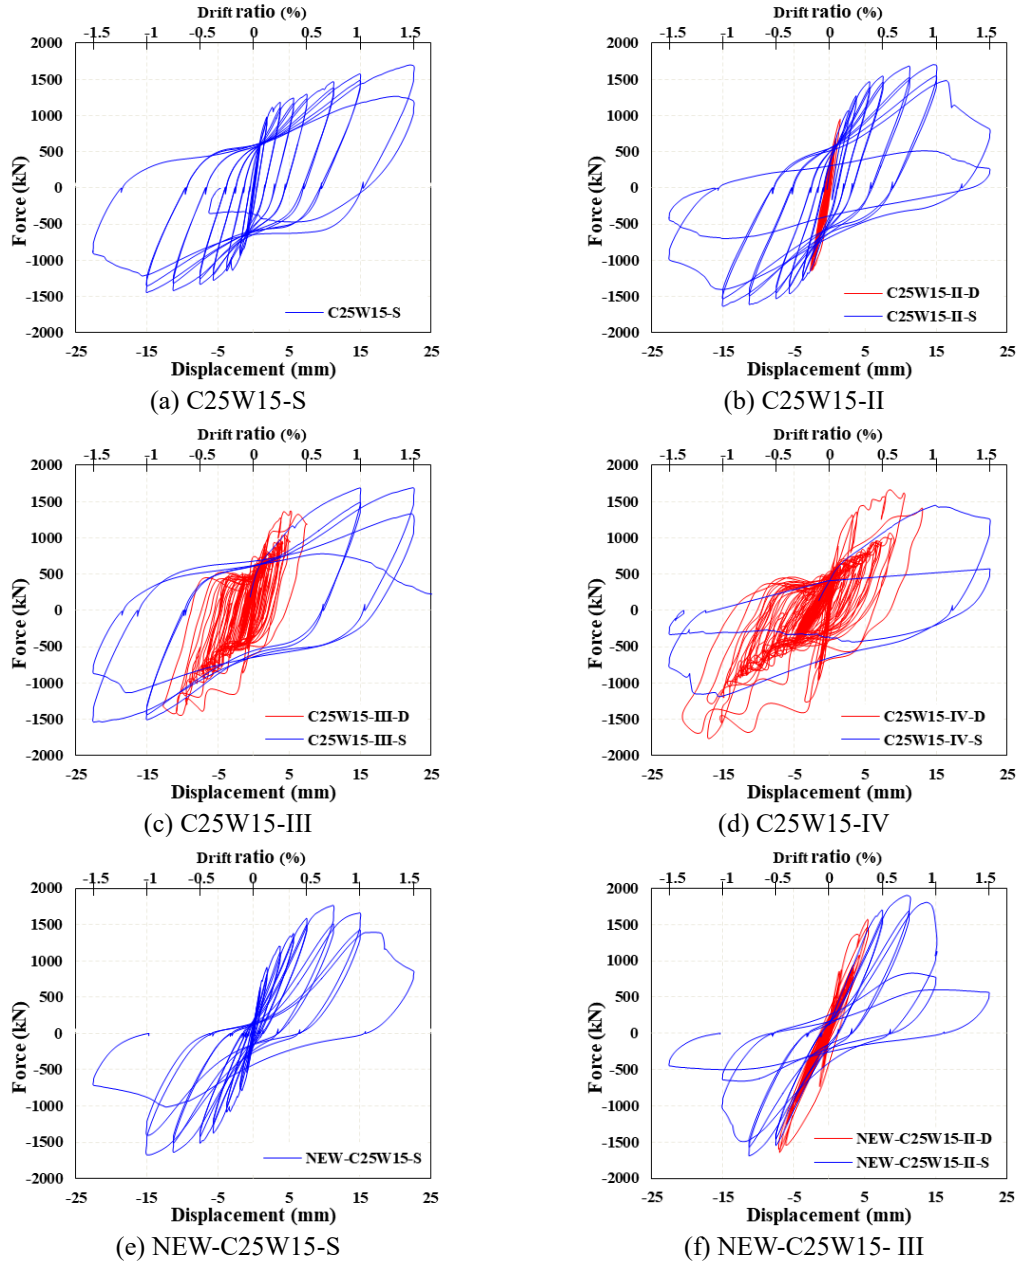 Drift ratio (%)
-1.5 -1 -0.5 0 0.5 1 1.5
2000
1500
1000
500
0
-500
-1000
-1500
-2000
Force (kN)
C25W15-S
-25 -15 -5 5 15 25
Displacement (mm)
(a) C25W15-S
Drift ratio (%)
-1.5 -1 -0.5 0 0.5 1 1.5
2000
1500
1000
500
0
-500
-1000
-1500
-2000
Force (kN)
C25W15-II-D
C25W15-II-S
-25 -15 -5 5 15 25
Displacement (mm)
(b) C25W15-II
Drift ratio (%)
-1.5 -1 -0.5 0 0.5 1 1.5
2000
1500
1000
500
0
-500
-1000
-1500
-2000
Force (kN)
C25W15-III-D
C25W15-III-S
-25 -15 -5 5 15 25
Displacement (mm)
(c) C25W15-III
Drift ratio (%)
-1.5 -1 -0.5 0 0.5 1 1.5
2000
1500
1000
500
0
-500
-1000
-1500
-2000
Force (kN)
C25W15-IV-D
C25W15-IV-S
-25 -15 -5 5 15 25
Displacement (mm)
(d) C25W15-IV
Drift ratio (%)
-1.5 -1 -0.5 0 0.5 1 1.5
2000
1500
1000
500
0
-500
-1000
-1500
-2000
Force (kN)
NEW-C25W15-S
-25 -15 -5 5 15 25
Displacement (mm)
(e) NEW-C25W15-S
Drift ratio (%)
-1.5 -1 -0.5 0 0.5 1 1.5
2000
1500
1000
500
0
-500
-1000
-1500
-2000
Force (kN)
NEW-C25W15-II-D
NEW-C25W15-II-S
-25 -15 -5 5 15 25
Displacement (mm)
(f) NEW-C25W15- III